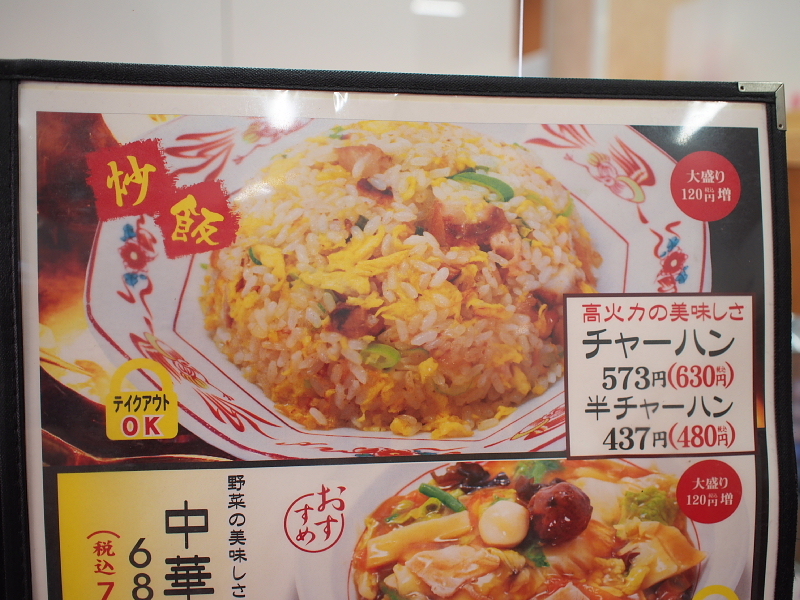 炒飯
大盛り
120円税込増
テイクアウト
OK
高火力の美味しさ
チャーハン
573円(630円税込)
半チャーハン
437円(480円税込)
大盛り
120円税込増
おすすめ
野菜の美味しさ
中華
68
(税込7